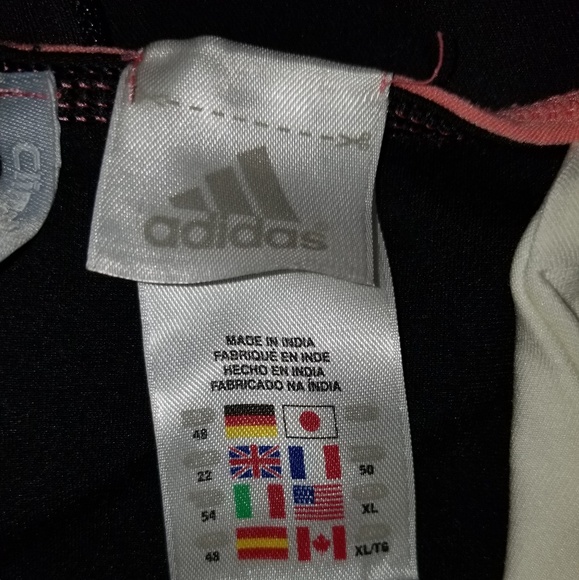 adidas
MADE IN INDIA
FABRIQUÉ EN INDE
HECHO EN INDIA
FABRICADO NA ÍNDIA
48
22 50
54 XL
48 XL/TG